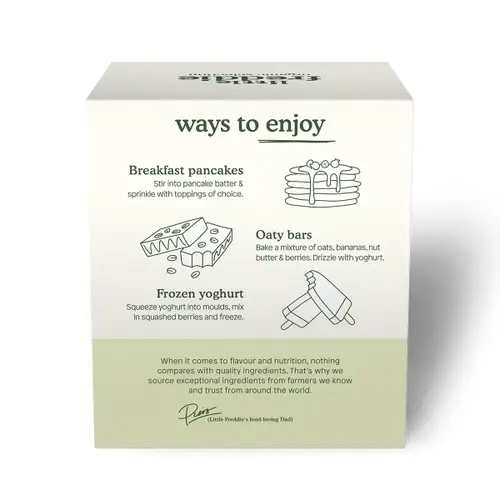 little
freddie
ways to enjoy
Breakfast pancakes
Stir into pancake batter &
sprinkle with toppings of choice.
Oaty bars
Bake a mixture of oats, bananas, nut
butter & berries. Drizzle with yoghurt.
Frozen yoghurt
Squeeze yoghurt into moulds, mix
in squashed berries and freeze.
When it comes to flavour and nutrition, nothing
compares with quality ingredients. That's why we
source exceptional ingredients from farmers we know
and trust from around the world.
Piers
(Little Freddie's food-loving Dad)